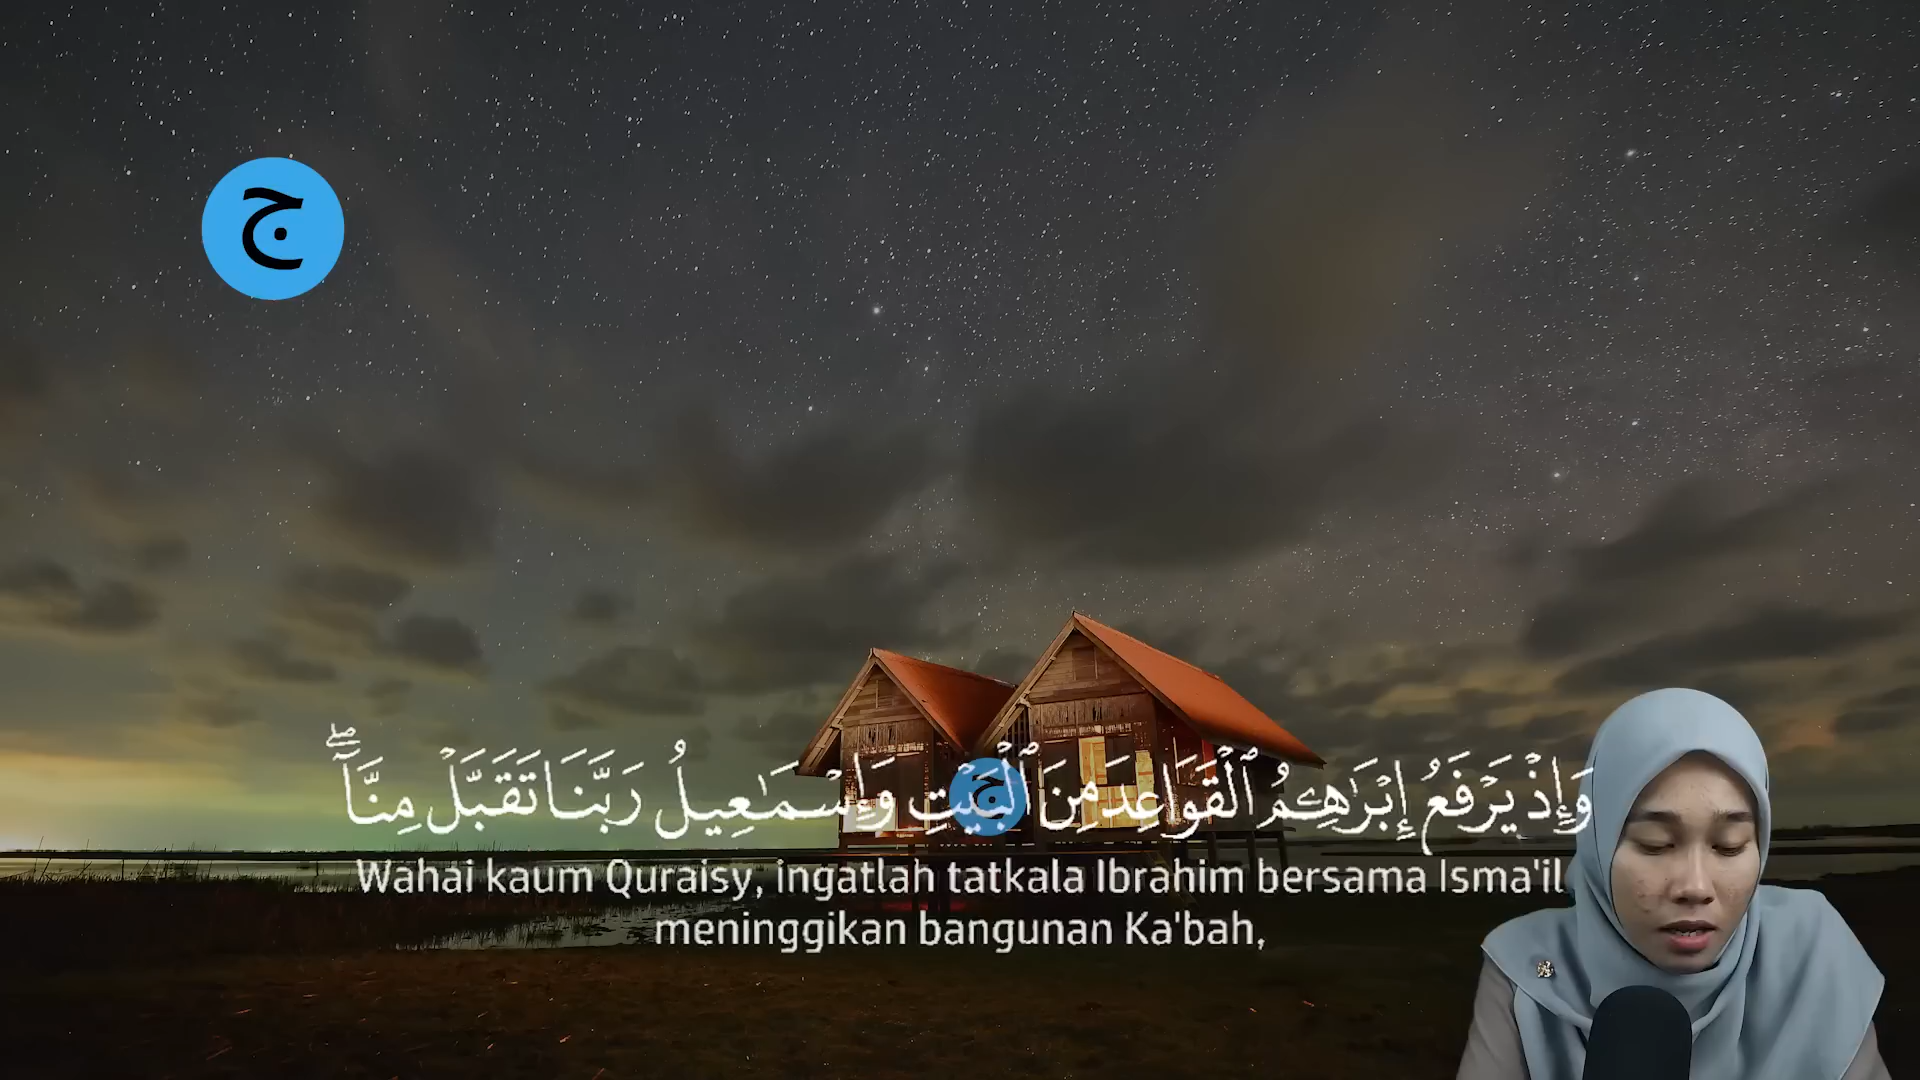 ج
وَإِذۡ يَرۡفَعُ إِبۡرَٰهِـۧمُ ٱلۡقَوَاعِدَ مِنَ ٱلۡبَيۡتِ وَإِسۡمَٰعِيلُ رَبَّنَا تَقَبَّلۡ مِنَّآۖ
ج
Wahai kaum Quraisy, ingatlah tatkala Ibrahim bersama Isma'il
meninggikan bangunan Ka'bah,